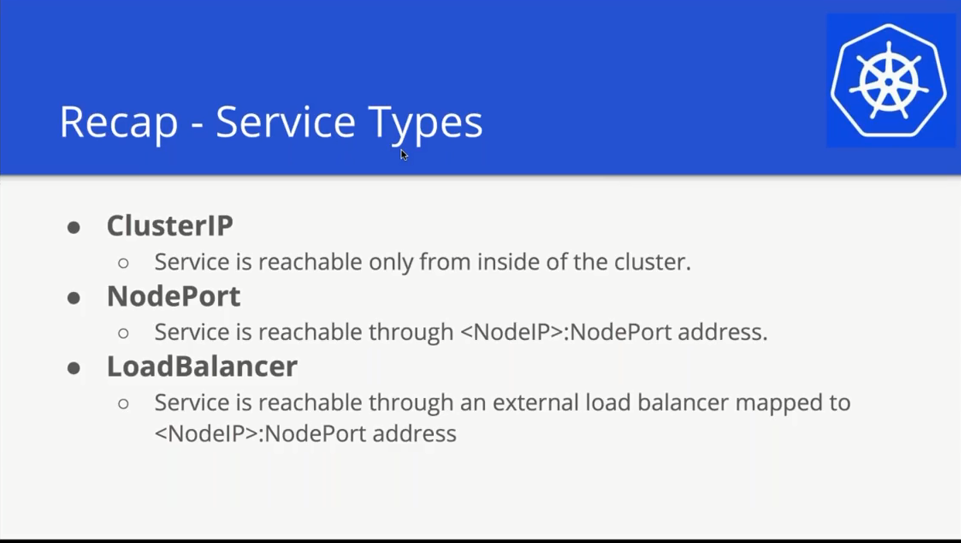 Recap - Service Types
● ClusterIP
○ Service is reachable only from inside of the cluster.
● NodePort
○ Service is reachable through <NodeIP>:NodePort address.
● LoadBalancer
○ Service is reachable through an external load balancer mapped to
<NodeIP>:NodePort address